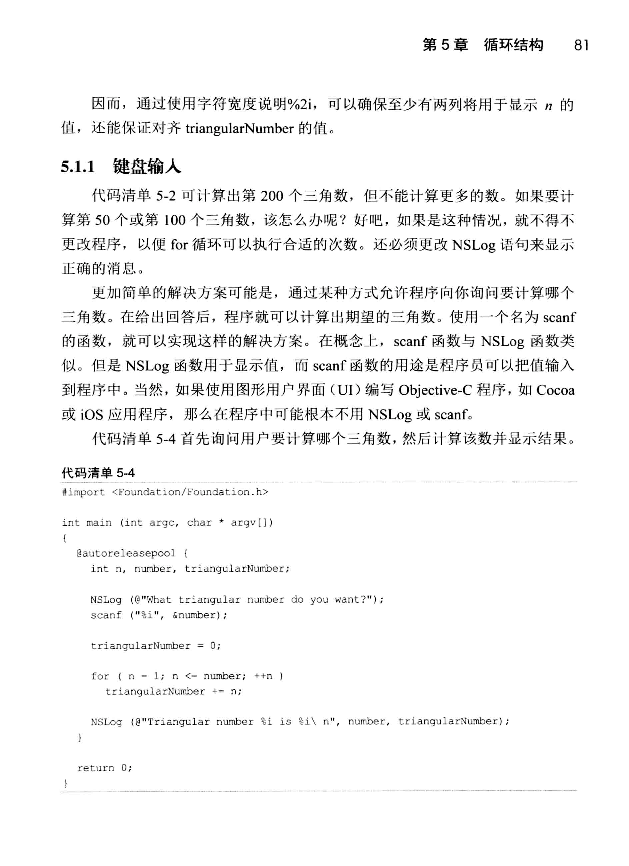 第 5 章 循环结构 81
因而，通过使用字符宽度说明%2i，可以确保至少有两列将用于显示 n 的
值，还能保证对齐 triangularNumber 的值。
5.1.1 键盘输入
代码清单 5-2 可计算出第 200 个三角数，但不能计算更多的数。如果要计
算第 50 个或第 100 个三角数，该怎么办呢？好吧，如果是这种情况，就不得不
更改程序，以便 for 循环可以执行合适的次数。还必须更改 NSLog 语句来显示
正确的消息。
更加简单的解决方案可能是，通过某种方式允许程序向你询问要计算哪个
三角数。在给出回答后，程序就可以计算出期望的三角数。使用一个名为 scanf
的函数，就可以实现这样的解决方案。在概念上，scanf 函数与 NSLog 函数类
似。但是 NSLog 函数用于显示值，而 scanf 函数的用途是程序员可以把值输入
到程序中。当然，如果使用图形用户界面（UI）编写 Objective-C 程序，如 Cocoa
或 iOS 应用程序，那么在程序中可能根本不用 NSLog 或 scanf。
代码清单 5-4 首先询问用户要计算哪个三角数，然后计算该数并显示结果。
代码清单 5-4
#import <Foundation/Foundation.h>
int main (int argc, char * argv[])
{
@autoreleasepool {
int n, number, triangularNumber;
NSLog (@"What triangular number do you want?");
scanf ("%i", &number);
triangularNumber = 0;
for ( n = 1; n <= number; ++n )
triangularNumber += n;
NSLog (@"Triangular number %i is %i\ n", number, triangularNumber);
}
return 0;
}